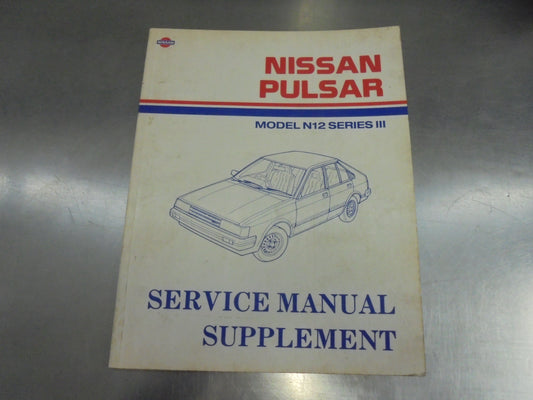 NISSAN
NISSAN
PULSAR
MODEL N12 SERIES III
SERVICE MANUAL
SUPPLEMENT